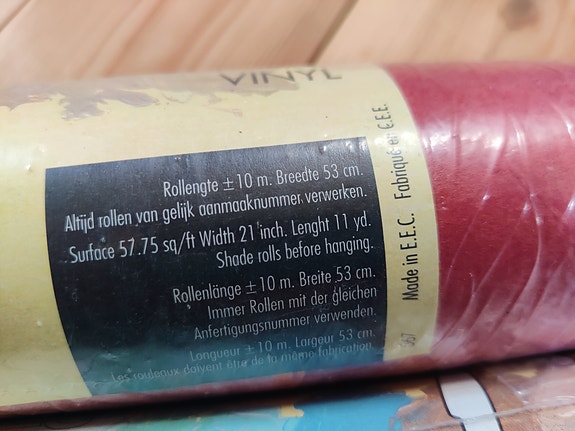 VINYL
Rollengte ± 10 m. Breedte 53 cm.
Altijd rollen van gelijk aanmaaknummer verwerken.
Surface 57.75 sq/ft Width 21 inch. Lenght 11 yd.
Shade rolls before hanging.
Rollenlänge ± 10 m. Breite 53 cm.
Immer Rollen mit der gleichen
Anfertigungsnummer verwenden.
Longueur ± 10 m. Largeur 53 cm.
Les rouleaux doivent être de la même fabrication.
Made in E.E.C. Fabriqué en C.E.E.